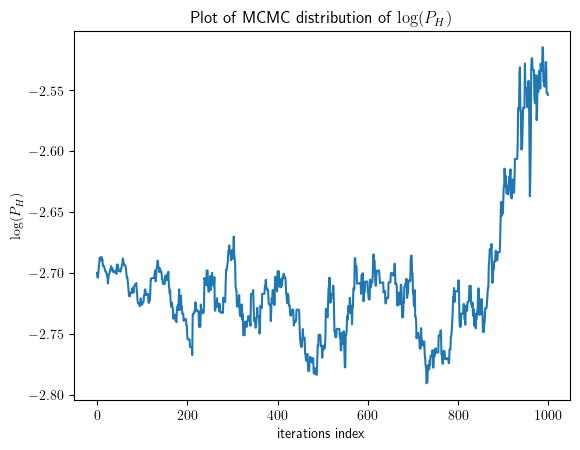 Plot of MCMC distribution of log(P_H)
log(P_H)
−2.55
−2.60
−2.65
−2.70
−2.75
−2.80
0 200 400 600 800 1000
iterations index